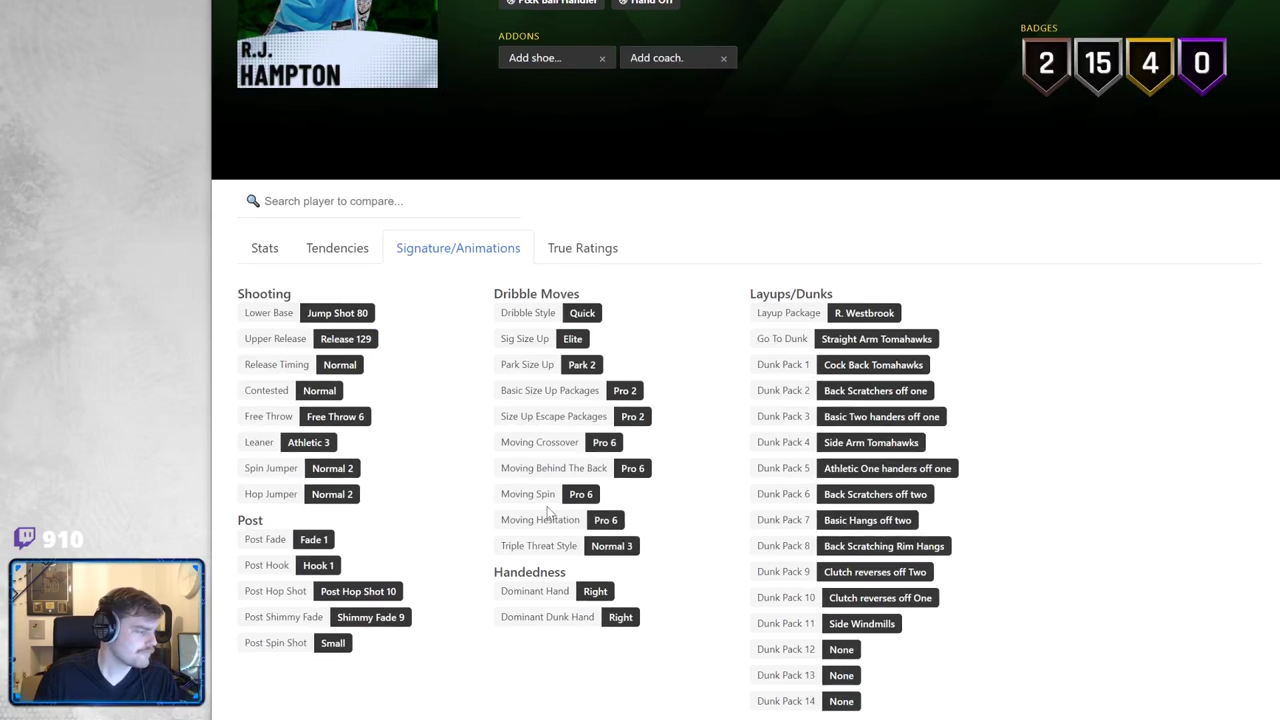 P&R Ball Handler Hand Off
R.J.
HAMPTON
ADDONS
Add shoe... ×
Add coach. ×
BADGES
2 15 4 0
Search player to compare...
Stats Tendencies Signature/Animations True Ratings
Shooting
Lower Base Jump Shot 80
Upper Release Release 129
Release Timing Normal
Contested Normal
Free Throw Free Throw 6
Leaner Athletic 3
Spin Jumper Normal 2
Hop Jumper Normal 2
Post
Post Fade Fade 1
Post Hook Hook 1
Post Hop Shot Post Hop Shot 10
Post Shimmy Fade Shimmy Fade 9
Post Spin Shot Small
Dribble Moves
Dribble Style Quick
Sig Size Up Elite
Park Size Up Park 2
Basic Size Up Packages Pro 2
Size Up Escape Packages Pro 2
Moving Crossover Pro 6
Moving Behind The Back Pro 6
Moving Spin Pro 6
Moving Hesitation Pro 6
Triple Threat Style Normal 3
Handedness
Dominant Hand Right
Dominant Dunk Hand Right
Layups/Dunks
Layup Package R. Westbrook
Go To Dunk Straight Arm Tomahawks
Dunk Pack 1 Cock Back Tomahawks
Dunk Pack 2 Back Scratchers off one
Dunk Pack 3 Basic Two handers off one
Dunk Pack 4 Side Arm Tomahawks
Dunk Pack 5 Athletic One handers off one
Dunk Pack 6 Back Scratchers off two
Dunk Pack 7 Basic Hangs off two
Dunk Pack 8 Back Scratching Rim Hangs
Dunk Pack 9 Clutch reverses off Two
Dunk Pack 10 Clutch reverses off One
Dunk Pack 11 Side Windmills
Dunk Pack 12 None
Dunk Pack 13 None
Dunk Pack 14 None
910